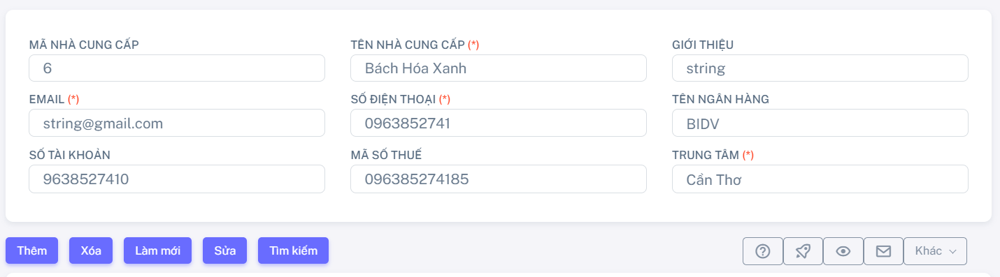 MÃ NHÀ CUNG CẤP TÊN NHÀ CUNG CẤP (*) GIỚI THIỆU
6 Bách Hóa Xanh string
EMAIL (*) SỐ ĐIỆN THOẠI (*) TÊN NGÂN HÀNG
string@gmail.com 0963852741 BIDV
SỐ TÀI KHOẢN MÃ SỐ THUẾ TRUNG TÂM (*)
9638527410 096385274185 Cần Thơ
Thêm Xóa Làm mới Sửa Tìm kiếm Khác